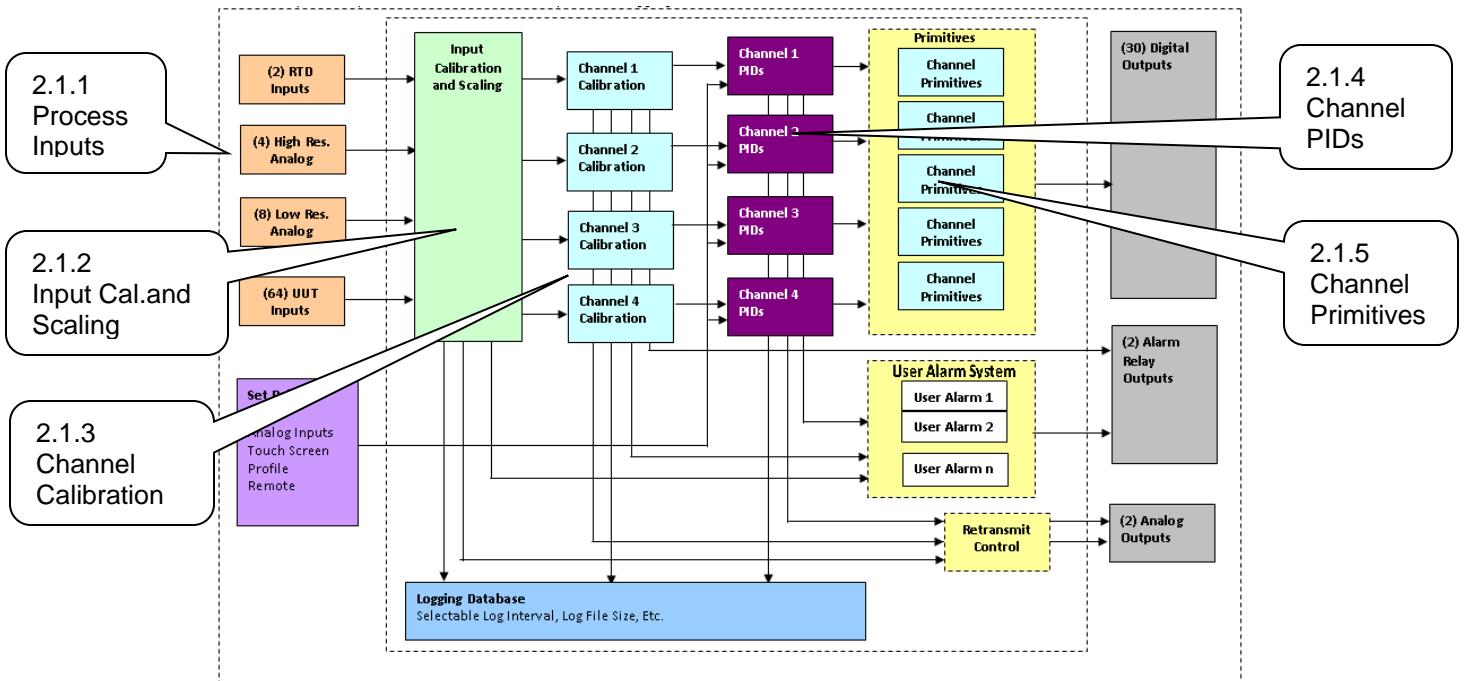 2.1.1
Process
Inputs
2.1.2
Input Cal.and
Scaling
2.1.3
Channel
Calibration
(2) RTD
Inputs
(4) High Res.
Analog
(8) Low Res.
Analog
(64) UUT
Inputs
Set
Analog Inputs
Touch Screen
Profile
Remote
Input
Calibration
and Scaling
Channel 1
Calibration
Channel 2
Calibration
Channel 3
Calibration
Channel 4
Calibration
Channel 1
PIDs
Channel 2
PIDs
Channel 3
PIDs
Channel 4
PIDs
Primitives
Channel
Primitives
Channel
Primitives
Channel
Primitives
Channel
Primitives
Channel
Primitives
User Alarm System
User Alarm 1
User Alarm 2
User Alarm n
Retransmit
Control
Logging Database
Selectable Log Interval, Log File Size, Etc.
(30) Digital
Outputs
(2) Alarm
Relay
Outputs
(2) Analog
Outputs
2.1.4
Channel
PIDs
2.1.5
Channel
Primitives